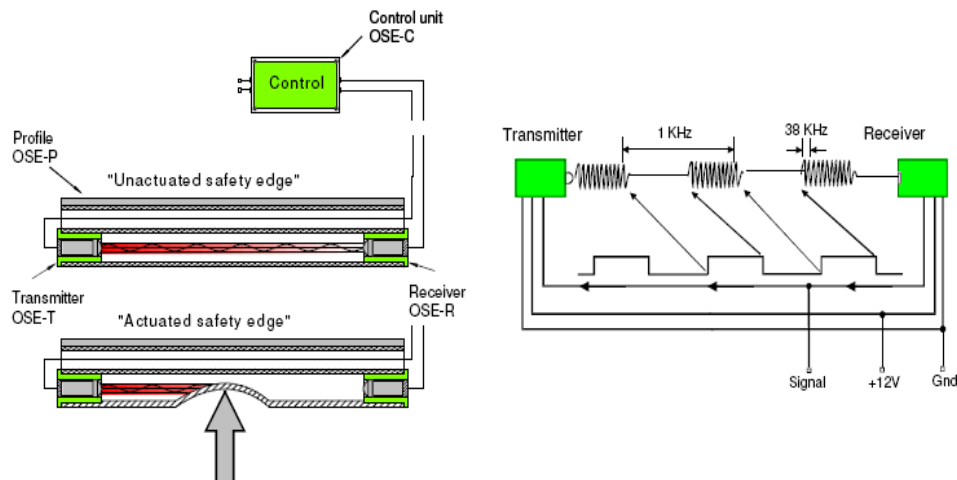 Control unit
OSE-C
Control
Profile
OSE-P
"Unactuated safety edge"
Transmitter
OSE-T
Receiver
OSE-R
"Actuated safety edge"
Transmitter
1 KHz
38 KHz
Receiver
Signal
+12V
Gnd